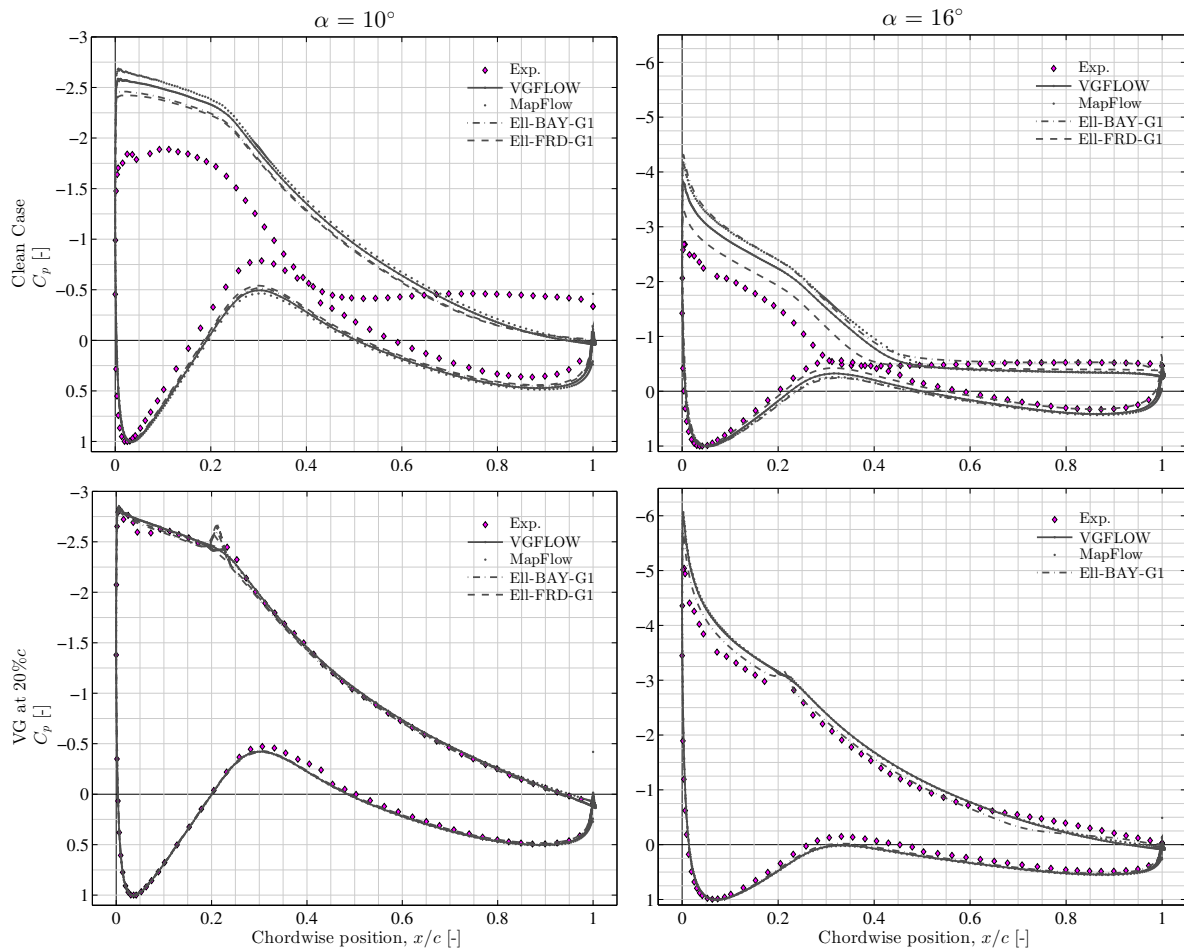 α = 10°
α = 16°
Clean Case
C_p [-]
−3
−2.5
−2
−1.5
−1
−0.5
0
0.5
1
0
0.2
0.4
0.6
0.8
1
Exp.
VGFLOW
MapFlow
Ell-BAY-G1
Ell-FRD-G1
−6
−5
−4
−3
−2
−1
0
1
0
0.2
0.4
0.6
0.8
1
Exp.
VGFLOW
MapFlow
Ell-BAY-G1
Ell-FRD-G1
VG at 20%c
C_p [-]
−3
−2.5
−2
−1.5
−1
−0.5
0
0.5
1
0
0.2
0.4
0.6
0.8
1
Exp.
VGFLOW
MapFlow
Ell-BAY-G1
Ell-FRD-G1
Chordwise position, x/c [-]
−6
−5
−4
−3
−2
−1
0
1
0
0.2
0.4
0.6
0.8
1
Exp.
VGFLOW
MapFlow
Ell-BAY-G1
Chordwise position, x/c [-]